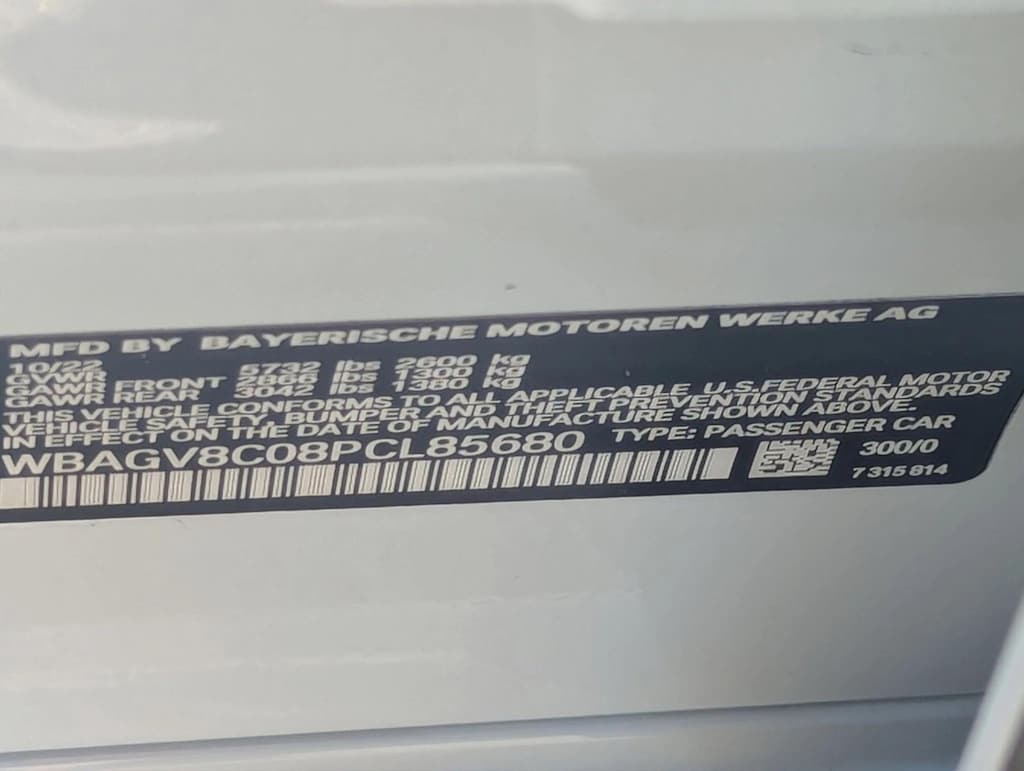 MFD BY BAYERISCHE MOTOREN WERKE AG
10/22
GVWR 5732 lbs 2600 kg
GAWR FRONT 2866 lbs 1300 kg
GAWR REAR 3042 lbs 1380 kg
THIS VEHICLE CONFORMS TO ALL APPLICABLE U.S.FEDERAL MOTOR
VEHICLE SAFETY, BUMPER AND THEFT PREVENTION STANDARDS
IN EFFECT ON THE DATE OF MANUFACTURE SHOWN ABOVE.
WBAGV8C08PCL85680 TYPE: PASSENGER CAR
300/0
7 315 814